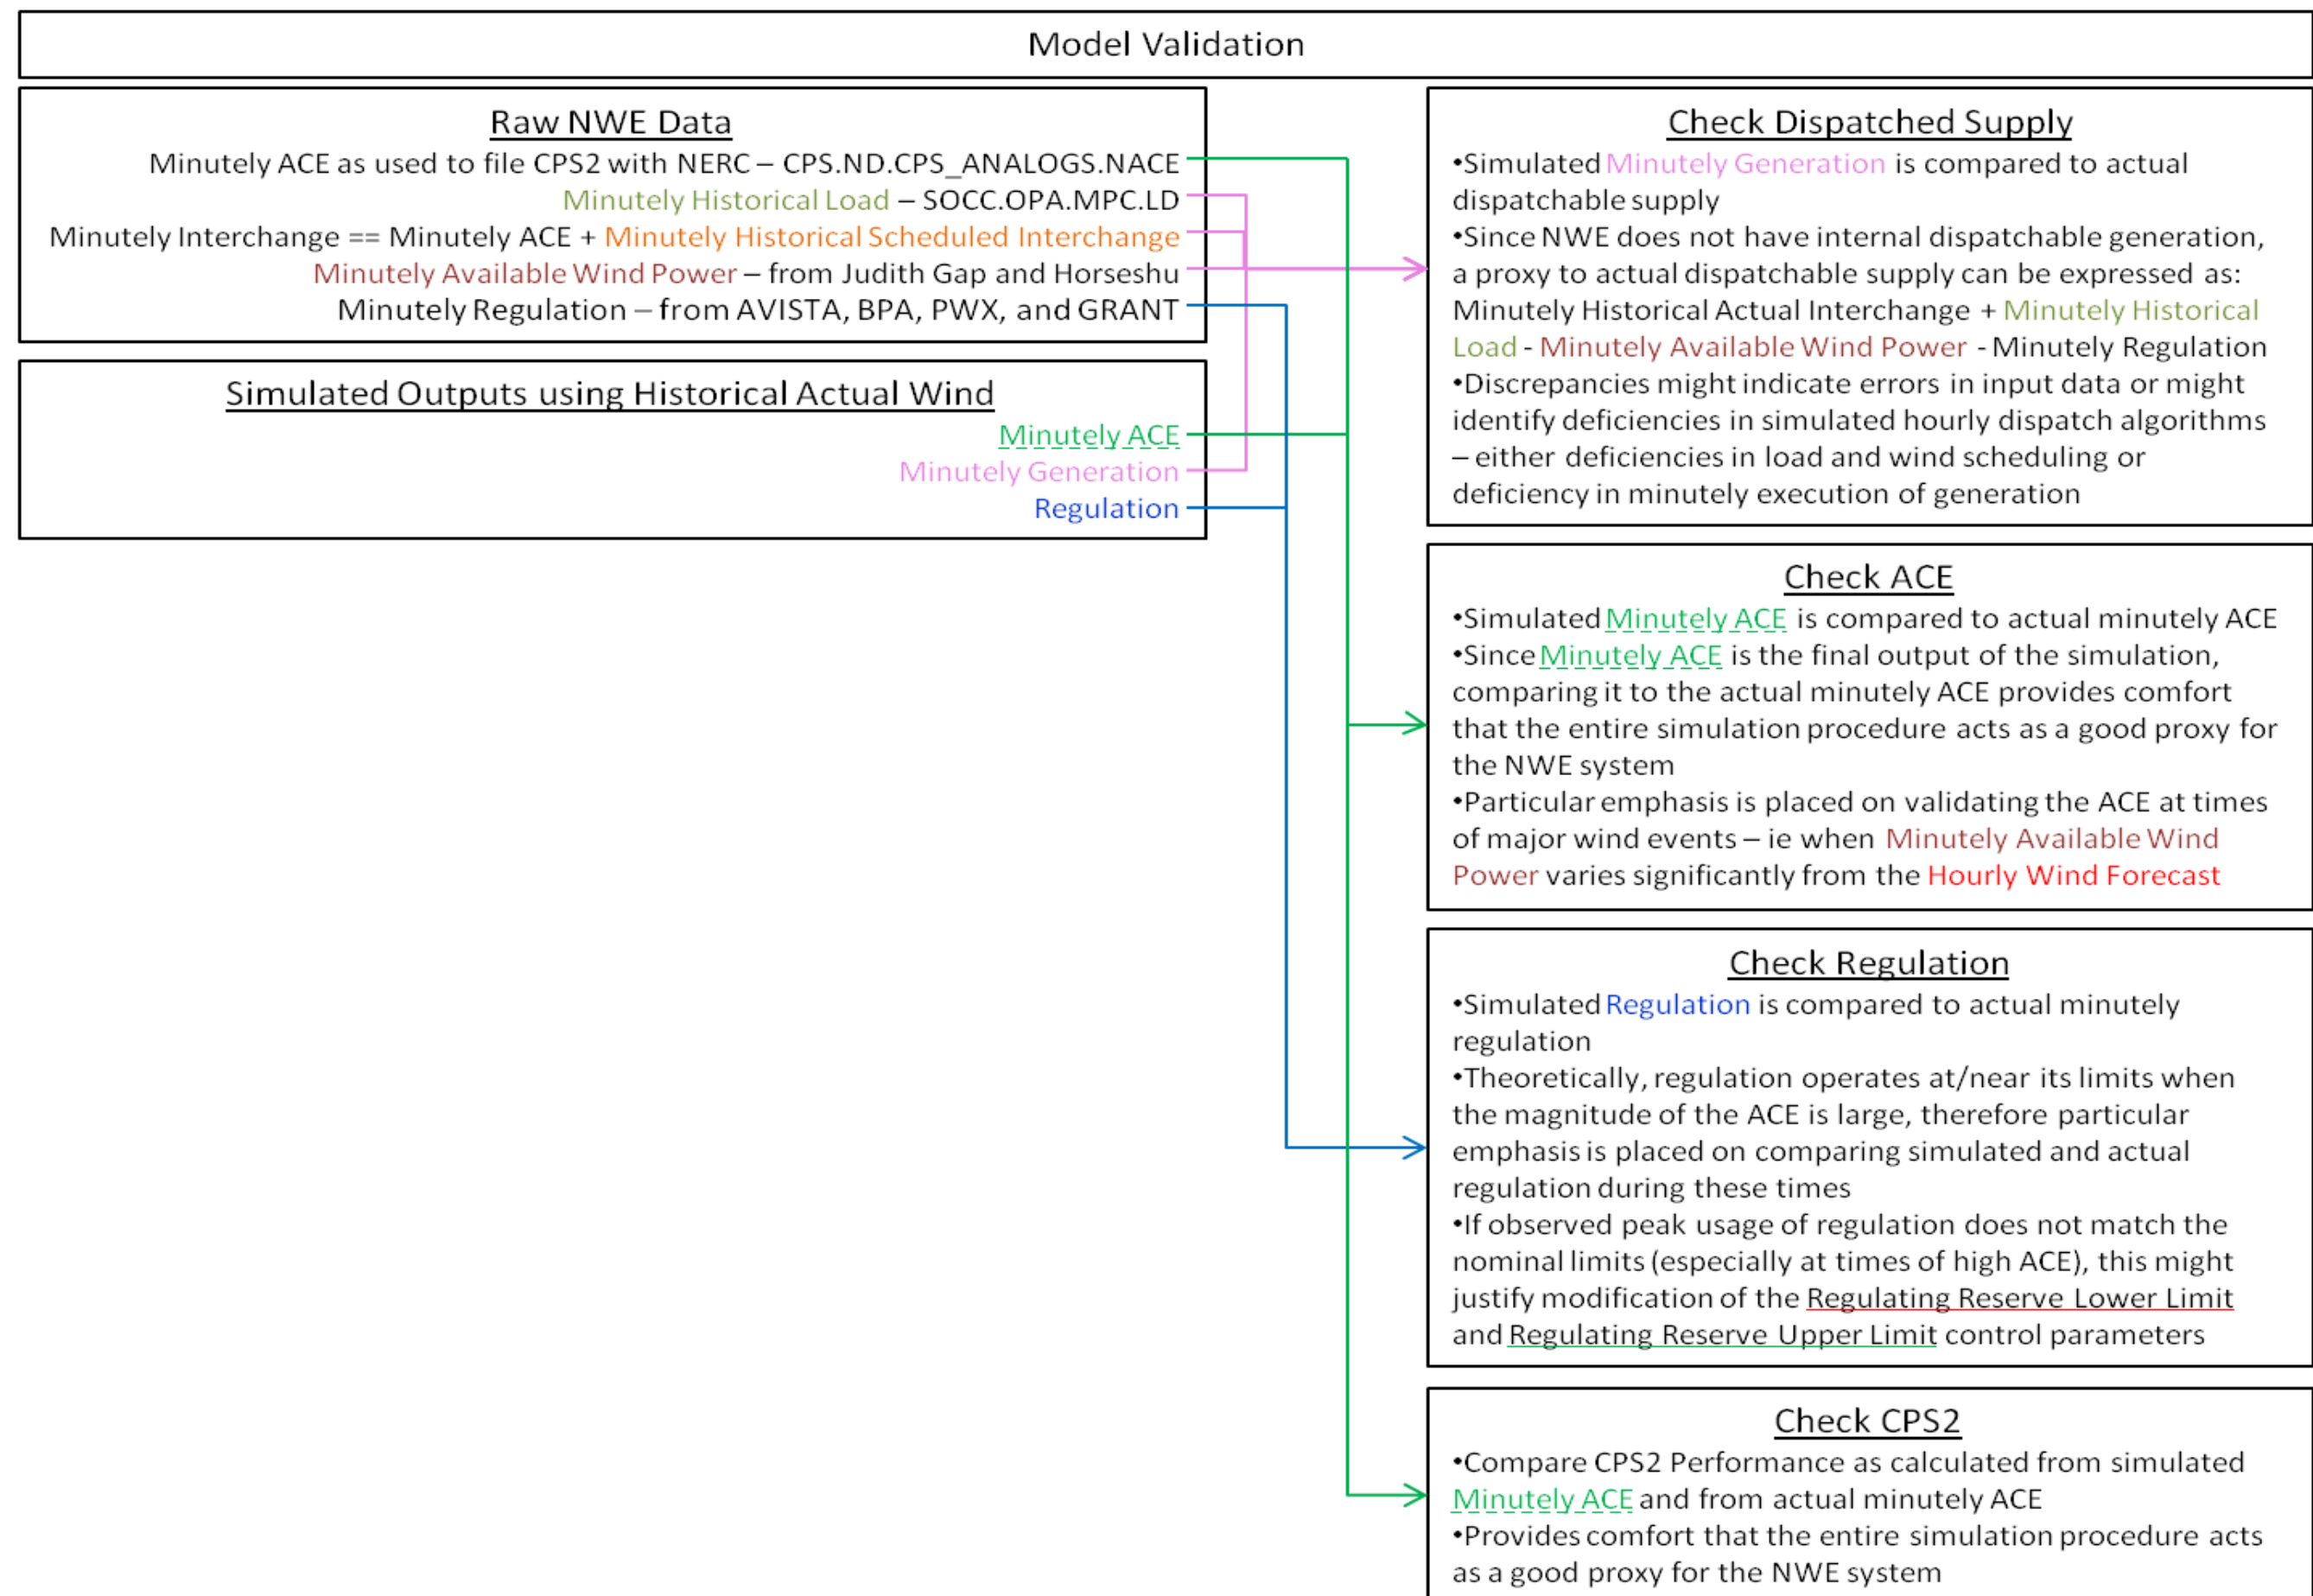 Model Validation
Raw NWE Data
Minutely ACE as used to file CPS2 with NERC – CPS.ND.CPS_ANALOGS.NACE
Minutely Historical Load – SOCC.OPA.MPC.LD
Minutely Interchange == Minutely ACE + Minutely Historical Scheduled Interchange
Minutely Available Wind Power – from Judith Gap and Horseshu
Minutely Regulation – from AVISTA, BPA, PWX, and GRANT
Simulated Outputs using Historical Actual Wind
Minutely ACE
Minutely Generation
Regulation
Check Dispatched Supply
•Simulated Minutely Generation is compared to actual
dispatchable supply
•Since NWE does not have internal dispatchable generation,
a proxy to actual dispatchable supply can be expressed as:
Minutely Historical Actual Interchange + Minutely Historical
Load - Minutely Available Wind Power - Minutely Regulation
•Discrepancies might indicate errors in input data or might
identify deficiencies in simulated hourly dispatch algorithms
– either deficiencies in load and wind scheduling or
deficiency in minutely execution of generation
Check ACE
•Simulated Minutely ACE is compared to actual minutely ACE
•Since Minutely ACE is the final output of the simulation,
comparing it to the actual minutely ACE provides comfort
that the entire simulation procedure acts as a good proxy for
the NWE system
•Particular emphasis is placed on validating the ACE at times
of major wind events – ie when Minutely Available Wind
Power varies significantly from the Hourly Wind Forecast
Check Regulation
•Simulated Regulation is compared to actual minutely
regulation
•Theoretically, regulation operates at/near its limits when
the magnitude of the ACE is large, therefore particular
emphasis is placed on comparing simulated and actual
regulation during these times
•If observed peak usage of regulation does not match the
nominal limits (especially at times of high ACE), this might
justify modification of the Regulating Reserve Lower Limit
and Regulating Reserve Upper Limit control parameters
Check CPS2
•Compare CPS2 Performance as calculated from simulated
Minutely ACE and from actual minutely ACE
•Provides comfort that the entire simulation procedure acts
as a good proxy for the NWE system